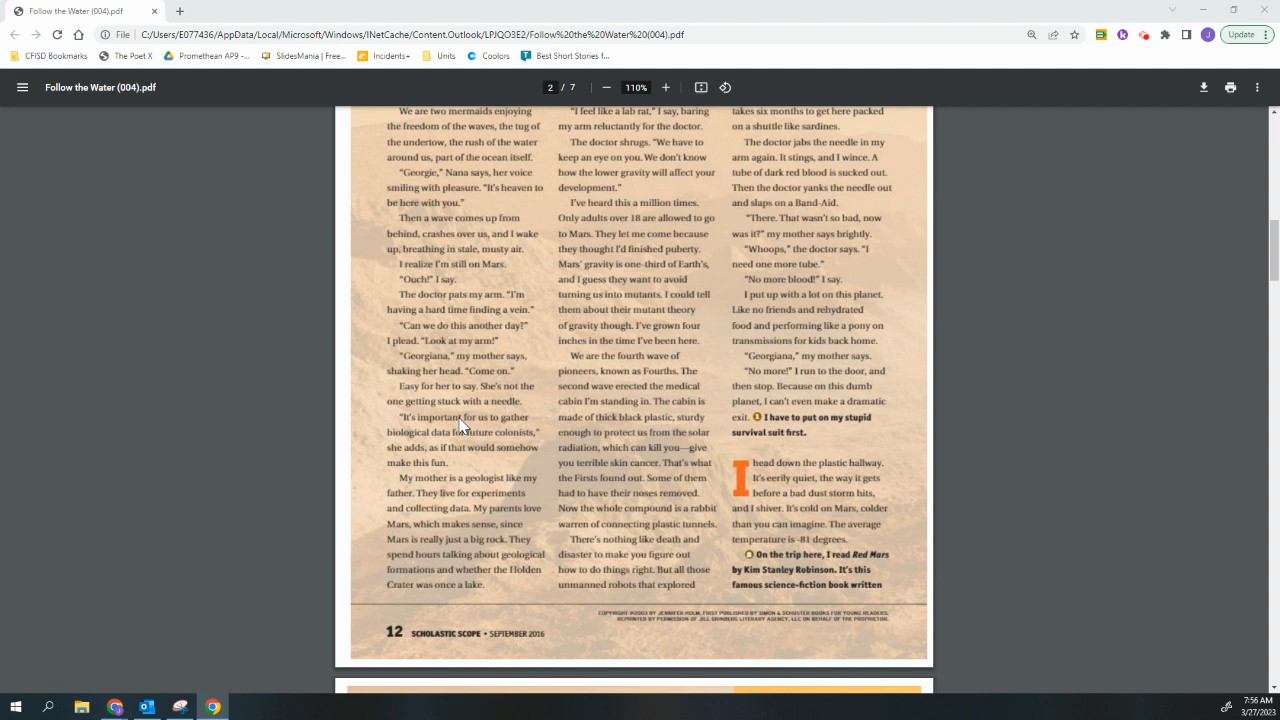 Follow the Water (004).pdf
File
C:/Users/E077436/AppData/Local/Microsoft/Windows/INetCache/Content.Outlook/LPJQO3E2/Follow%20the%20Water%20(004).pdf
Update
CFISD Bookmarks
The Poet X
Promethean AP9 -...
SlidesMania | Free...
Incidents+
Units
Coolors
Best Short Stories f...
Follow the Water (004).pdf
2 / 7
110%
We are two mermaids enjoying
the freedom of the waves, the tug of
the undertow, the rush of the water
around us, part of the ocean itself.
“Georgie,” Nana says, her voice
smiling with pleasure. “It’s heaven to
be here with you.”
Then a wave comes up from
behind, crashes over us, and I wake
up, breathing in stale, musty air.
I realize I’m still on Mars.
“Ouch!” I say.
The doctor pats my arm. “I’m
having a hard time finding a vein.”
“Can we do this another day?”
I plead. “Look at my arm!”
“Georgiana,” my mother says,
shaking her head. “Come on.”
Easy for her to say. She’s not the
one getting stuck with a needle.
“It’s important for us to gather
biological data for future colonists,”
she adds, as if that would somehow
make this fun.
My mother is a geologist like my
father. They live for experiments
and collecting data. My parents love
Mars, which makes sense, since
Mars is really just a big rock. They
spend hours talking about geological
formations and whether the Holden
Crater was once a lake.
“I feel like a lab rat,” I say, baring
my arm reluctantly for the doctor.
The doctor shrugs. “We have to
keep an eye on you. We don’t know
how the lower gravity will affect your
development.”
I’ve heard this a million times.
Only adults over 18 are allowed to go
to Mars. They let me come because
they thought I’d finished puberty.
Mars’ gravity is one-third of Earth’s,
and I guess they want to avoid
turning us into mutants. I could tell
them about their mutant theory
of gravity though. I’ve grown four
inches in the time I’ve been here.
We are the fourth wave of
pioneers, known as Fourths. The
second wave erected the medical
cabin I’m standing in. The cabin is
made of thick black plastic, sturdy
enough to protect us from the solar
radiation, which can kill you—give
you terrible skin cancer. That’s what
the Firsts found out. Some of them
had to have their noses removed.
Now the whole compound is a rabbit
warren of connecting plastic tunnels.
There’s nothing like death and
disaster to make you figure out
how to do things right. But all those
unmanned robots that explored
takes six months to get here packed
on a shuttle like sardines.
The doctor jabs the needle in my
arm again. It stings, and I wince. A
tube of dark red blood is sucked out.
Then the doctor yanks the needle out
and slaps on a Band-Aid.
“There. That wasn’t so bad, now
was it?” my mother says brightly.
“Whoops,” the doctor says. “I
need one more tube.”
“No more blood!” I say.
I put up with a lot on this planet.
Like no friends and rehydrated
food and performing like a pony on
transmissions for kids back home.
“Georgiana,” my mother says.
“No more!” I run to the door, and
then stop. Because on this dumb
planet, I can’t even make a dramatic
exit. I have to put on my stupid
survival suit first.
I head down the plastic hallway.
It’s eerily quiet, the way it gets
before a bad dust storm hits,
and I shiver. It’s cold on Mars, colder
than you can imagine. The average
temperature is -81 degrees.
On the trip here, I read Red Mars
by Kim Stanley Robinson. It’s this
famous science-fiction book written
COPYRIGHT ©2003 BY JENNIFER HOLM. FIRST PUBLISHED BY SIMON & SCHUSTER BOOKS FOR YOUNG READERS.
REPRINTED BY PERMISSION OF JILL GRINBERG LITERARY AGENCY, LLC ON BEHALF OF THE PROPRIETOR.
12 SCHOLASTIC SCOPE • SEPTEMBER 2016
7:56 AM
3/27/2023